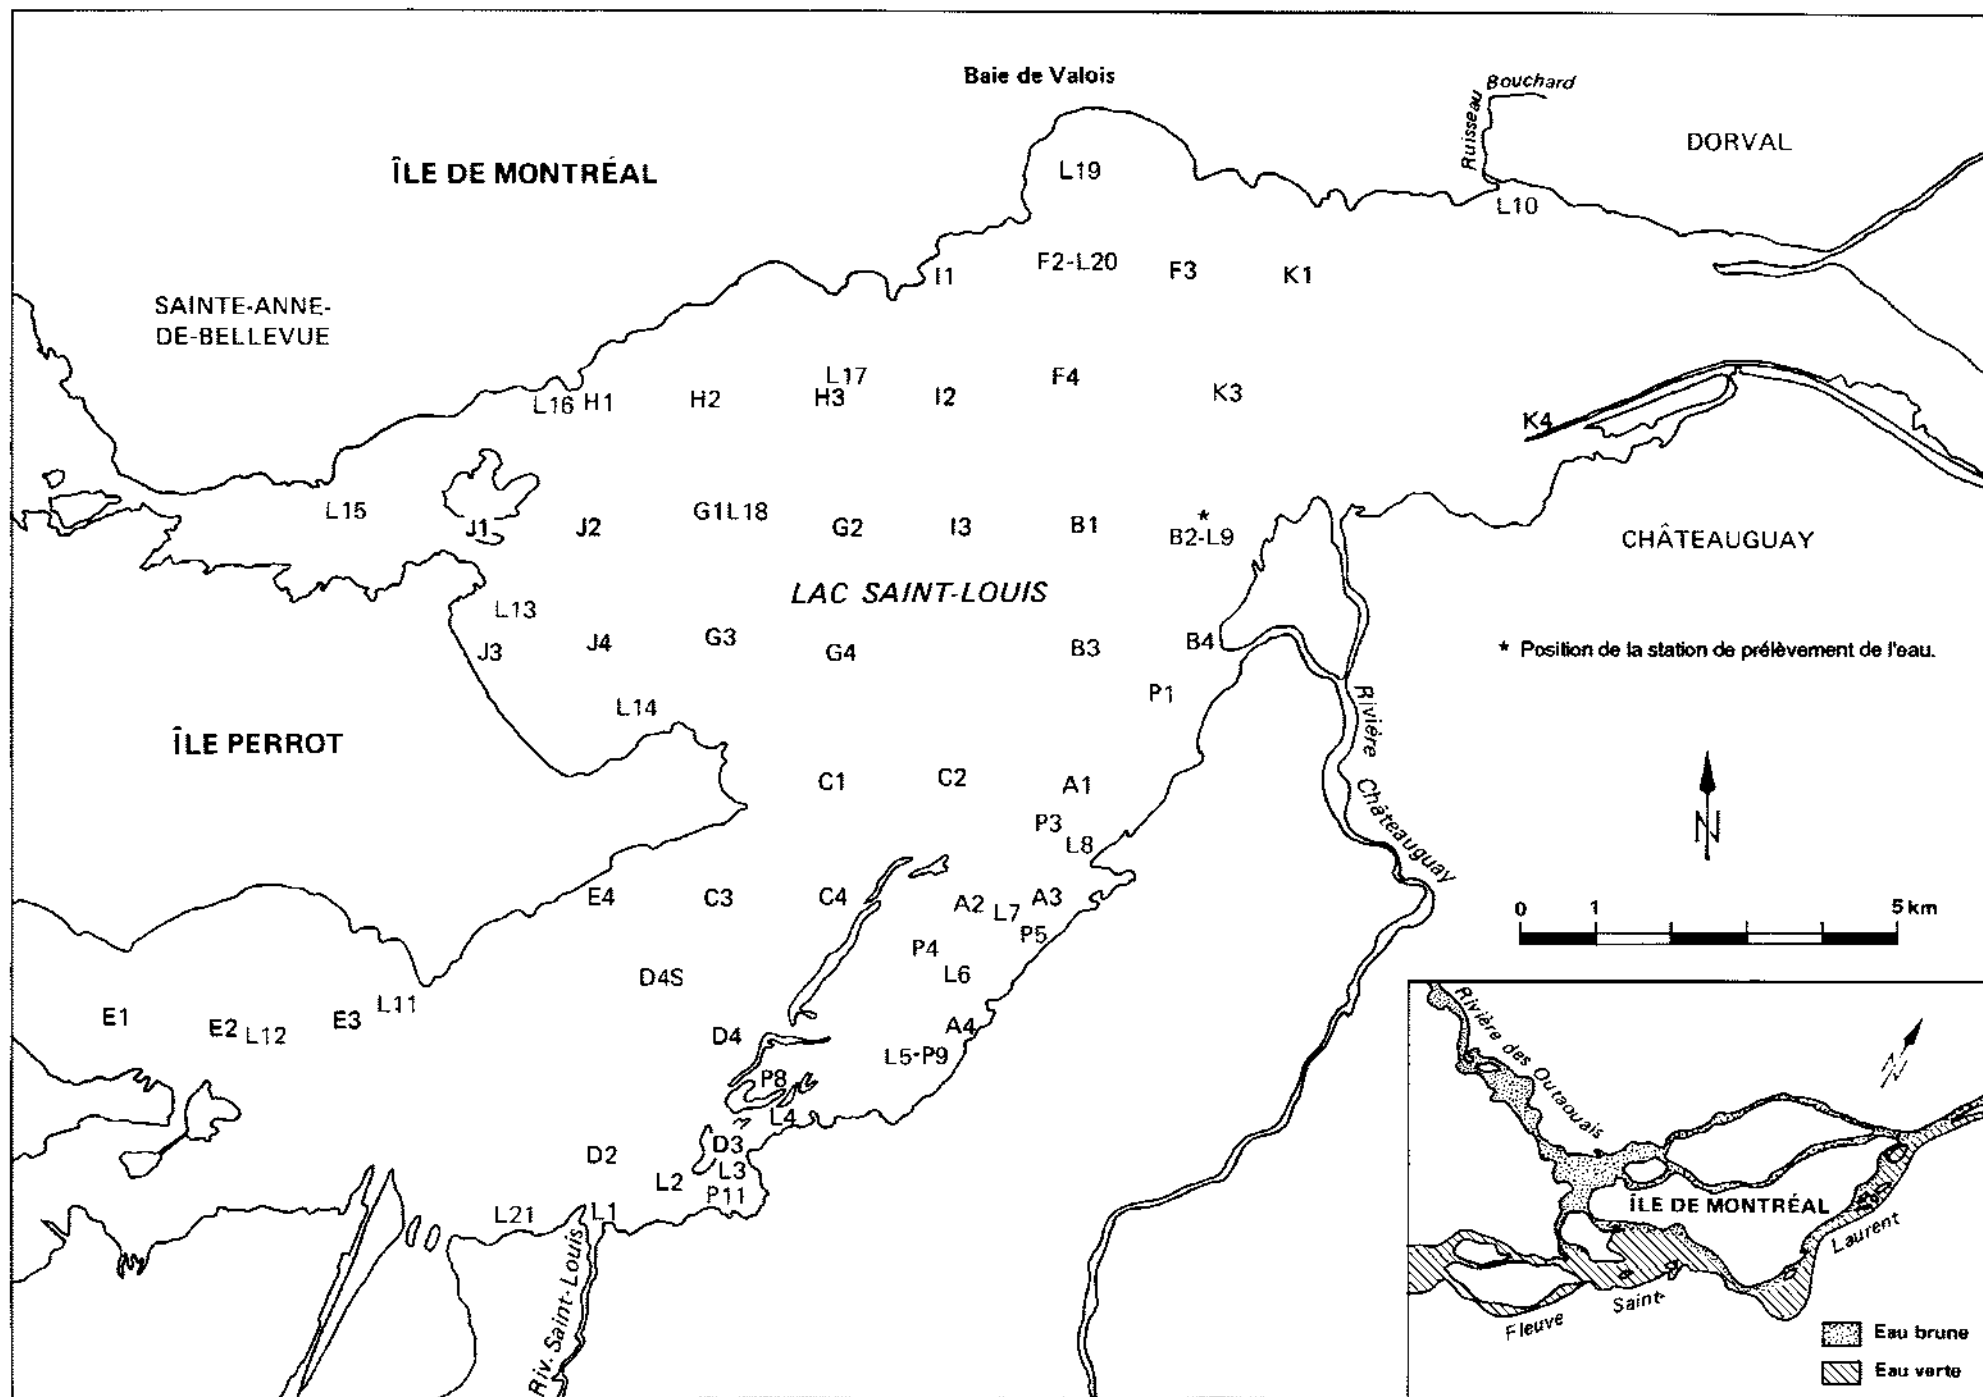 Baie de Valois
Ruisseau Bouchard
DORVAL
ÎLE DE MONTRÉAL
L19
L10
I1
F2-L20
F3
K1
SAINTE-ANNE-
DE-BELLEVUE
L17
F4
L16
H1
H2
H3
I2
K3
K4
L15
J1
J2
G1L18
G2
I3
B1
*
B2-L9
CHÂTEAUGUAY
LAC SAINT-LOUIS
L13
J3
J4
G3
G4
B3
B4
* Position de la station de prélèvement de l'eau.
P1
L14
Rivière Châteauguay
ÎLE PERROT
C1
C2
A1
P3
L8
N
E4
C3
C4
A2
L7
A3
P5
0 1 5 km
P4
L6
D4S
E1
E2
L12
E3
L11
D4
A4
L5-P9
P8
L4
D3
D2
L2
L3
P11
L21
L1
Riv. Saint-Louis
Rivière des Outaouais
N
ÎLE DE MONTRÉAL
Fleuve Saint-Laurent
Eau brune
Eau verte